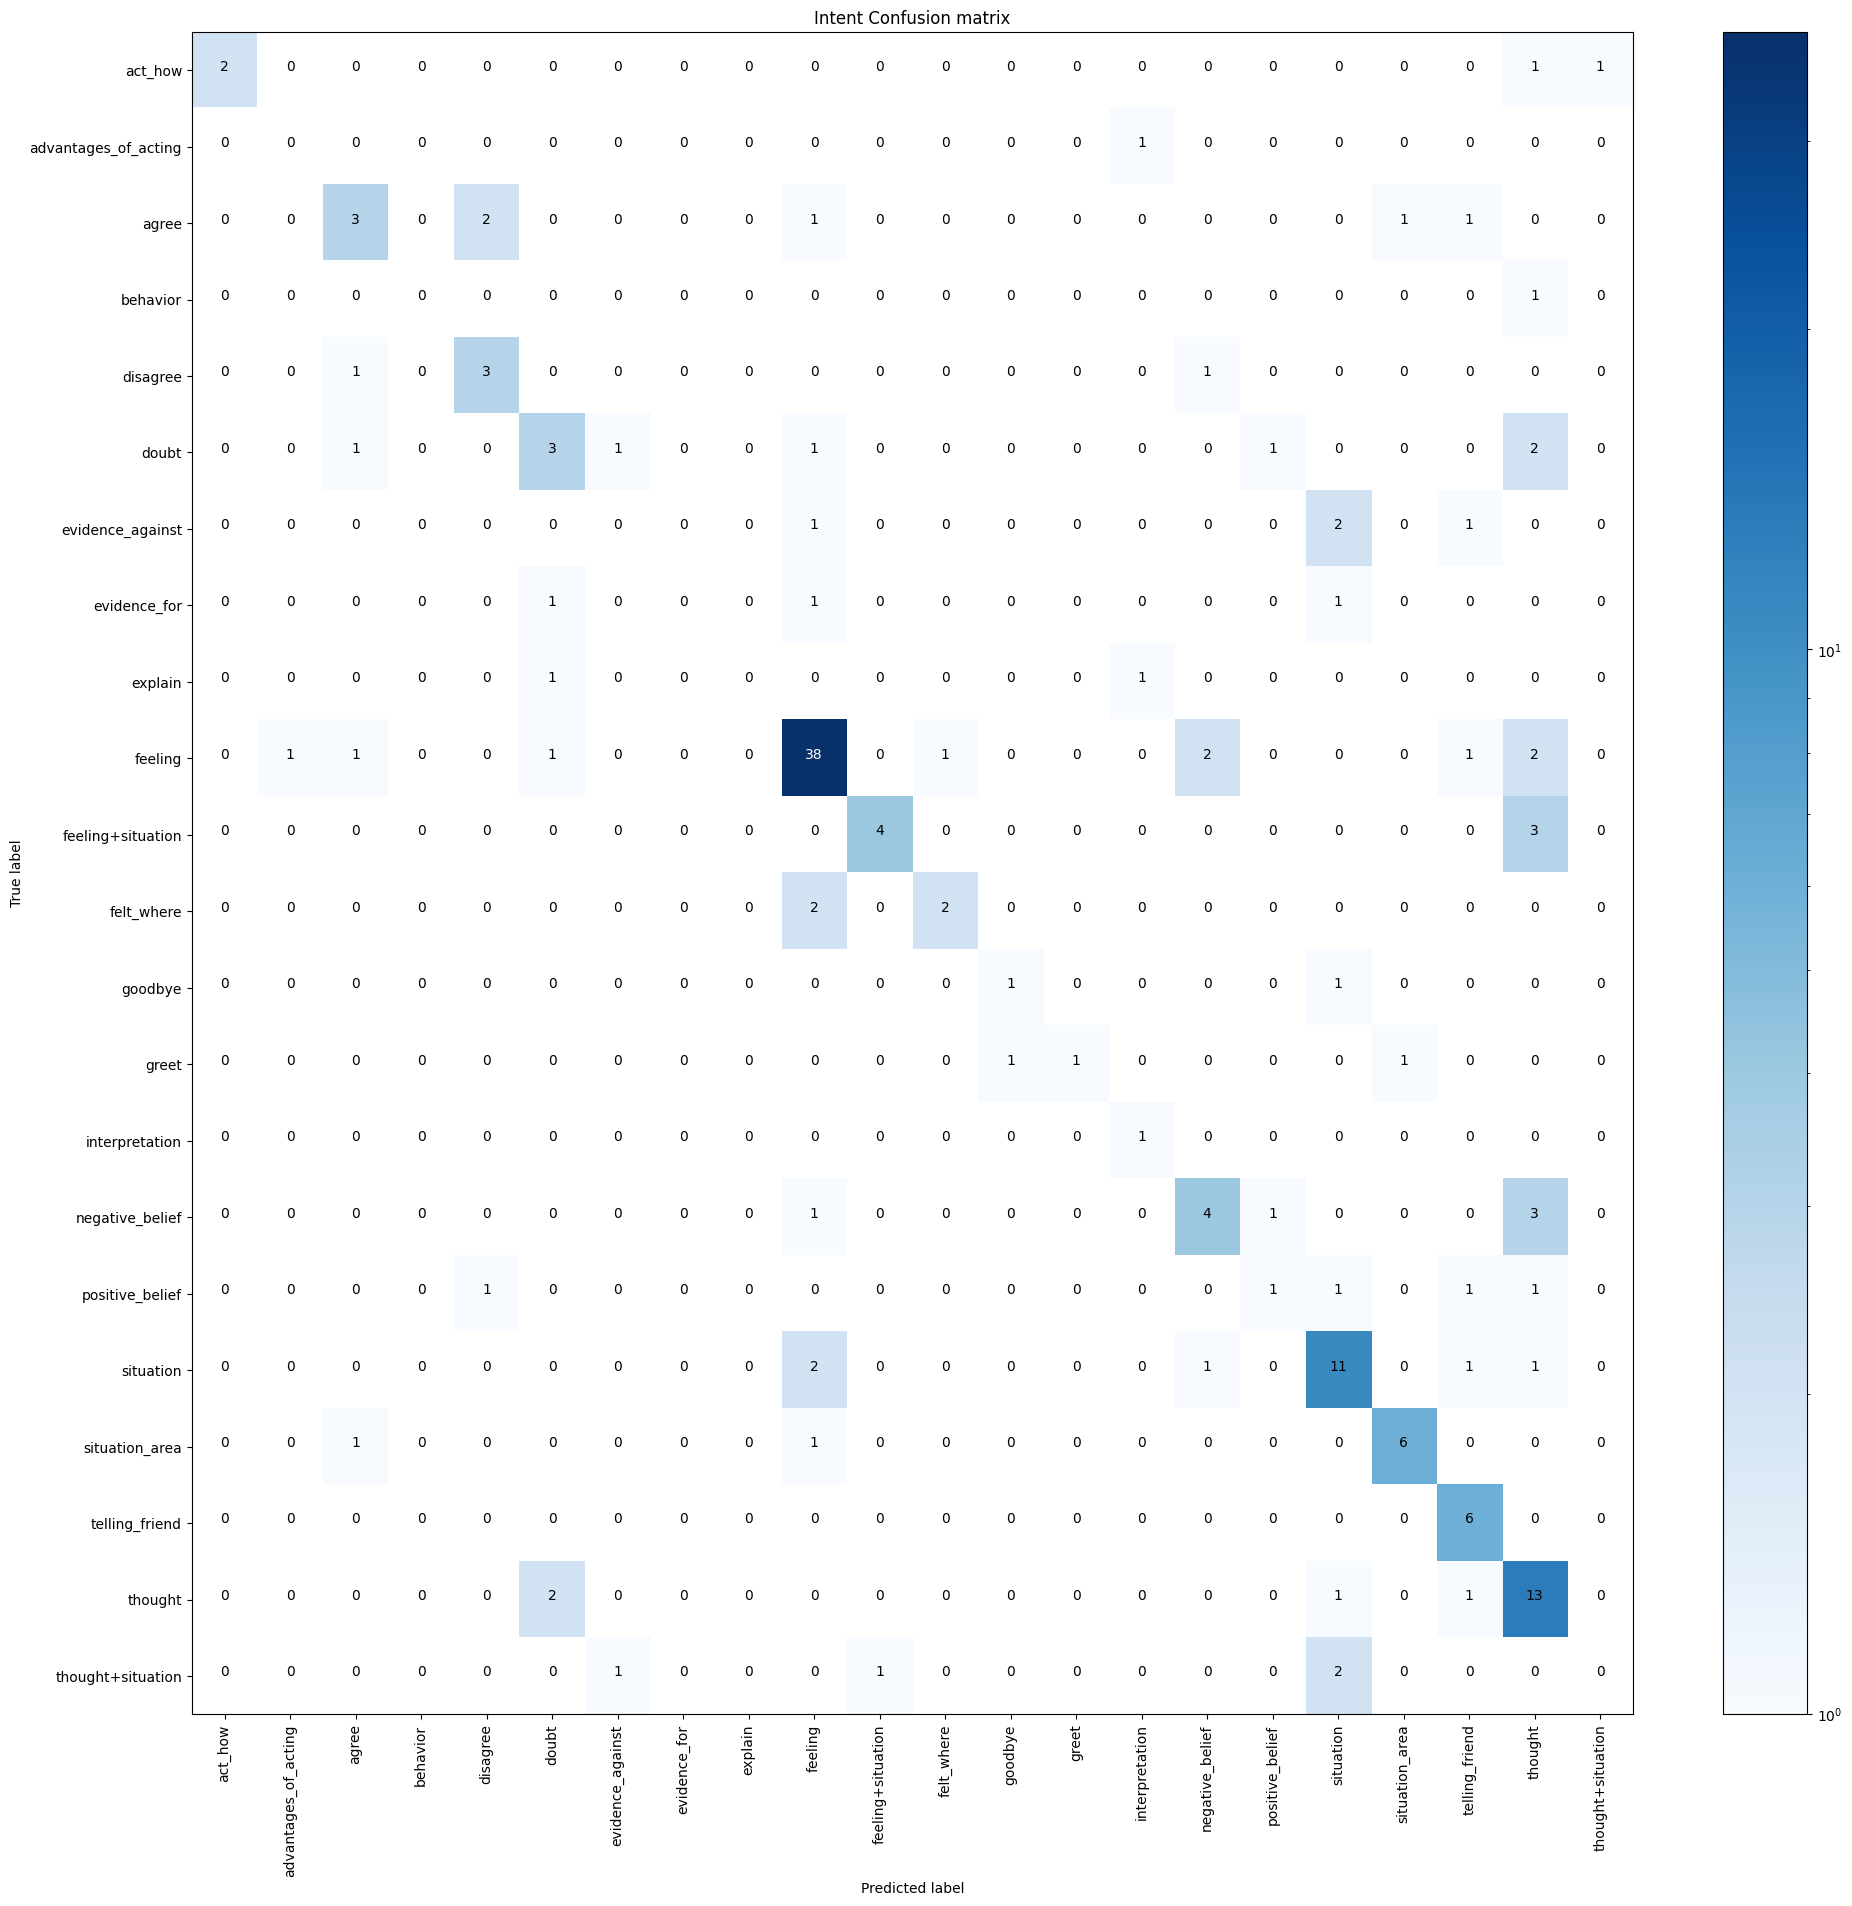 Intent Confusion matrix
act_how 2 0 0 0 0 0 0 0 0 0 0 0 0 0 0 0 0 0 0 0 1 1
advantages_of_acting 0 0 0 0 0 0 0 0 0 0 0 0 0 0 1 0 0 0 0 0 0 0
agree 0 0 3 0 2 0 0 0 0 1 0 0 0 0 0 0 0 0 1 1 0 0
behavior 0 0 0 0 0 0 0 0 0 0 0 0 0 0 0 0 0 0 0 0 1 0
disagree 0 0 1 0 3 0 0 0 0 0 0 0 0 0 0 1 0 0 0 0 0 0
doubt 0 0 1 0 0 3 1 0 0 1 0 0 0 0 0 0 1 0 0 0 2 0
evidence_against 0 0 0 0 0 0 0 0 0 1 0 0 0 0 0 0 0 2 0 1 0 0
evidence_for 0 0 0 0 0 1 0 0 0 1 0 0 0 0 0 0 0 1 0 0 0 0
10¹
explain 0 0 0 0 0 1 0 0 0 0 0 0 0 0 1 0 0 0 0 0 0 0
feeling 0 1 1 0 0 1 0 0 0 38 0 1 0 0 0 2 0 0 0 1 2 0
feeling+situation 0 0 0 0 0 0 0 0 0 0 4 0 0 0 0 0 0 0 0 0 3 0
True label
felt_where 0 0 0 0 0 0 0 0 0 2 0 2 0 0 0 0 0 0 0 0 0 0
goodbye 0 0 0 0 0 0 0 0 0 0 0 0 1 0 0 0 0 1 0 0 0 0
greet 0 0 0 0 0 0 0 0 0 0 0 0 1 1 0 0 0 0 1 0 0 0
interpretation 0 0 0 0 0 0 0 0 0 0 0 0 0 0 1 0 0 0 0 0 0 0
negative_belief 0 0 0 0 0 0 0 0 0 1 0 0 0 0 0 4 1 0 0 0 3 0
positive_belief 0 0 0 0 1 0 0 0 0 0 0 0 0 0 0 0 1 1 0 1 1 0
situation 0 0 0 0 0 0 0 0 0 2 0 0 0 0 0 1 0 11 0 1 1 0
situation_area 0 0 1 0 0 0 0 0 0 1 0 0 0 0 0 0 0 0 6 0 0 0
telling_friend 0 0 0 0 0 0 0 0 0 0 0 0 0 0 0 0 0 0 0 6 0 0
thought 0 0 0 0 0 2 0 0 0 0 0 0 0 0 0 0 0 1 0 1 13 0
thought+situation 0 0 0 0 0 0 1 0 0 0 1 0 0 0 0 0 0 2 0 0 0 0
10⁰
act_how
advantages_of_acting
agree
behavior
disagree
doubt
evidence_against
evidence_for
explain
feeling
feeling+situation
felt_where
goodbye
greet
interpretation
negative_belief
positive_belief
situation
situation_area
telling_friend
thought
thought+situation
Predicted label